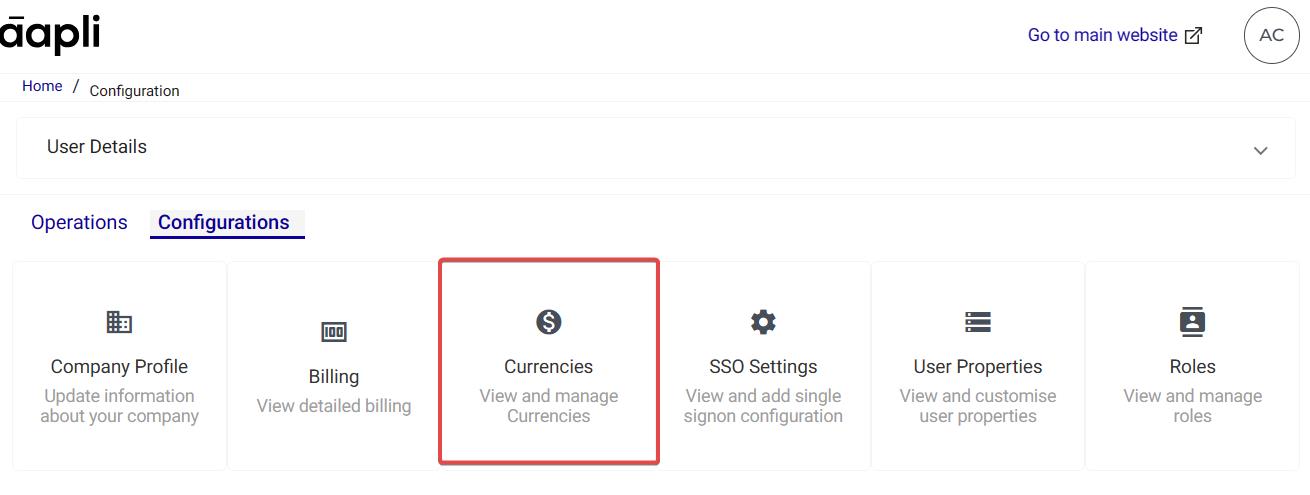 āapli
Go to main website
AC
Home / Configuration
User Details
Operations
Configurations
Company Profile
Update information
about your company
100
Billing
View detailed billing
$
Currencies
View and manage
Currencies
SSO Settings
View and add single
signon configuration
User Properties
View and customise
user properties
Roles
View and manage
roles